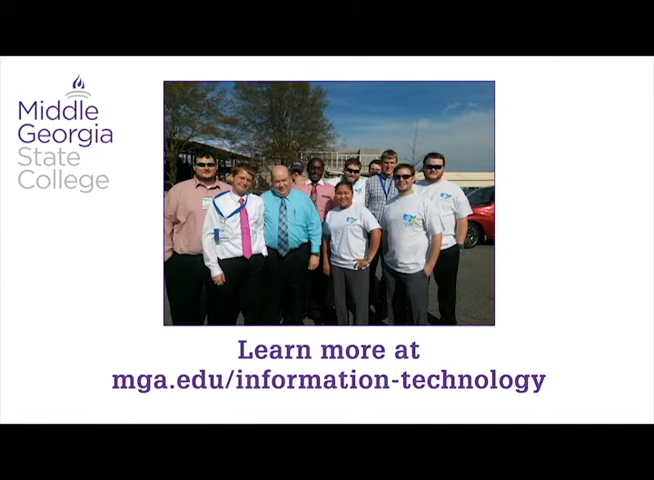 Middle
Georgia
State
College
Learn more at
mga.edu/information-technology